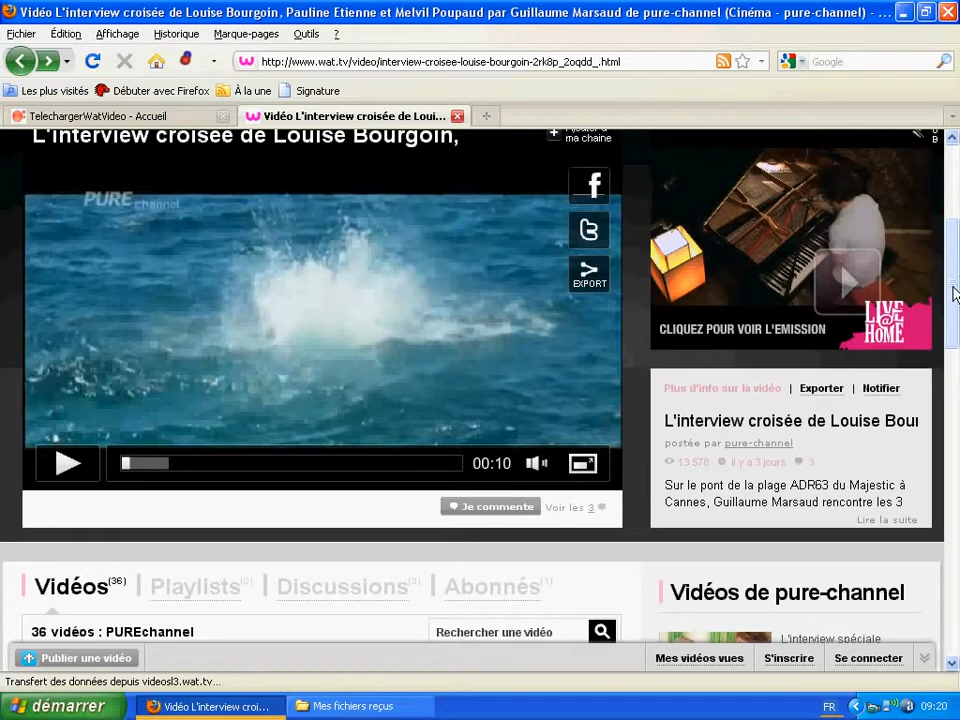 Vidéo L'interview croisée de Louise Bourgoin, Pauline Etienne et Melvil Poupaud par Guillaume Marsaud de pure-channel (Cinéma - pure-channel) - ...
Fichier Édition Affichage Historique Marque-pages Outils ?
http://www.wat.tv/video/interview-croisee-louise-bourgoin-2rk8p_2oqdd_.html
Google
Les plus visités Débuter avec Firefox À la une Signature
TelechargerWatVideo - Accueil
Vidéo L'interview croisée de Loui...
L'interview croisée de Louise Bourgoin,
Ajouter à
ma chaine
PURE channel
EXPORT
00:10
CLIQUEZ POUR VOIR L'EMISSION
LIVE@
HOME
Plus d'info sur la vidéo | Exporter | Notifier
L'interview croisée de Louise Bour
postée par pure-channel
13 578 il y a 3 jours 3
Sur le pont de la plage ADR63 du Majestic à
Cannes, Guillaume Marsaud rencontre les 3
Lire la suite
Je commente Voir les 3
Vidéos(36) Playlists(0) Discussions(3) Abonnés(1)
36 vidéos : PUREchannel
Rechercher une vidéo
Vidéos de pure-channel
L'interview spéciale
Publier une vidéo
Mes vidéos vues S'inscrire Se connecter
Transfert des données depuis videosl3.wat.tv...
démarrer
Vidéo L'interview croi...
Mes fichiers reçus
FR
09:20